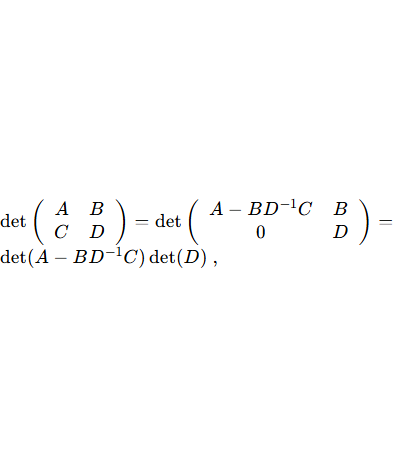 det ( A B C D ) = det ( A − BD⁻¹C B 0 D ) =
det(A − BD⁻¹C) det(D) ,